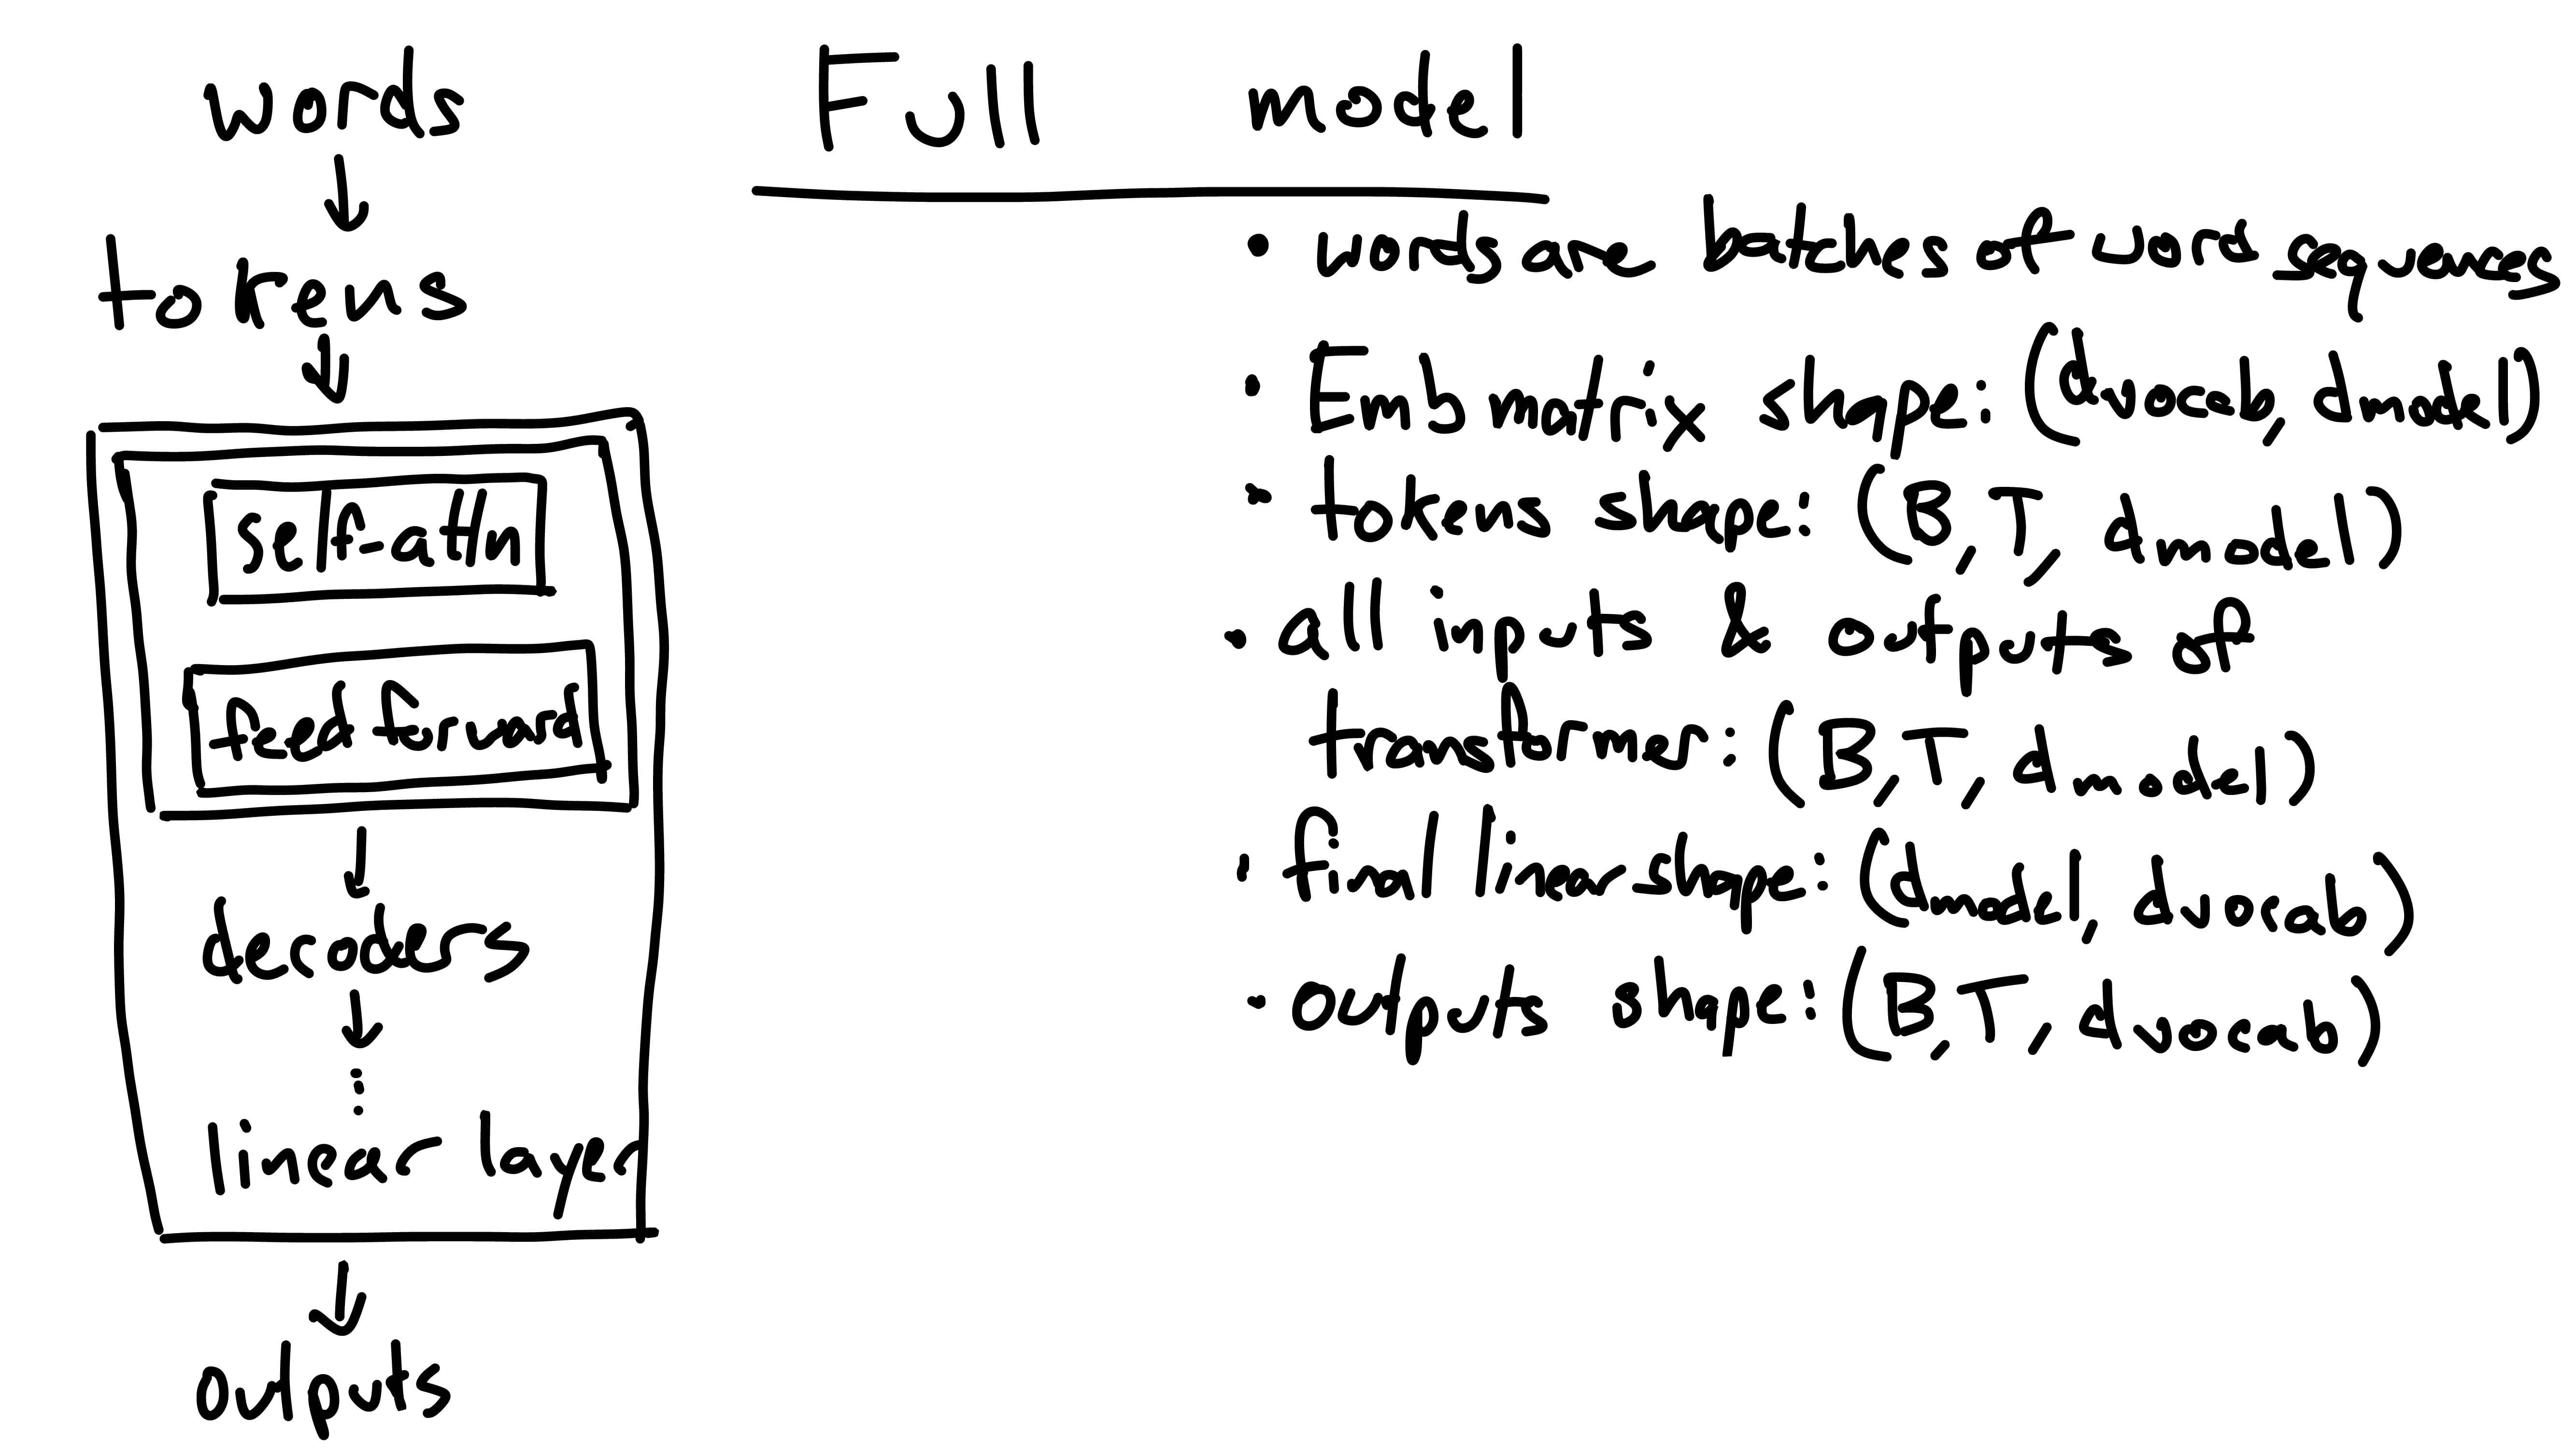 Full model
words
tokens
self-attn
feed forward
decoders
linear layer
outputs
• words are batches of word sequences
• Emb matrix shape: (dvocab, dmodel)
• tokens shape: (B, T, dmodel)
• all inputs & outputs of
transformer: (B, T, dmodel)
• final linear shape: (dmodel, dvocab)
• outputs shape: (B, T, dvocab)